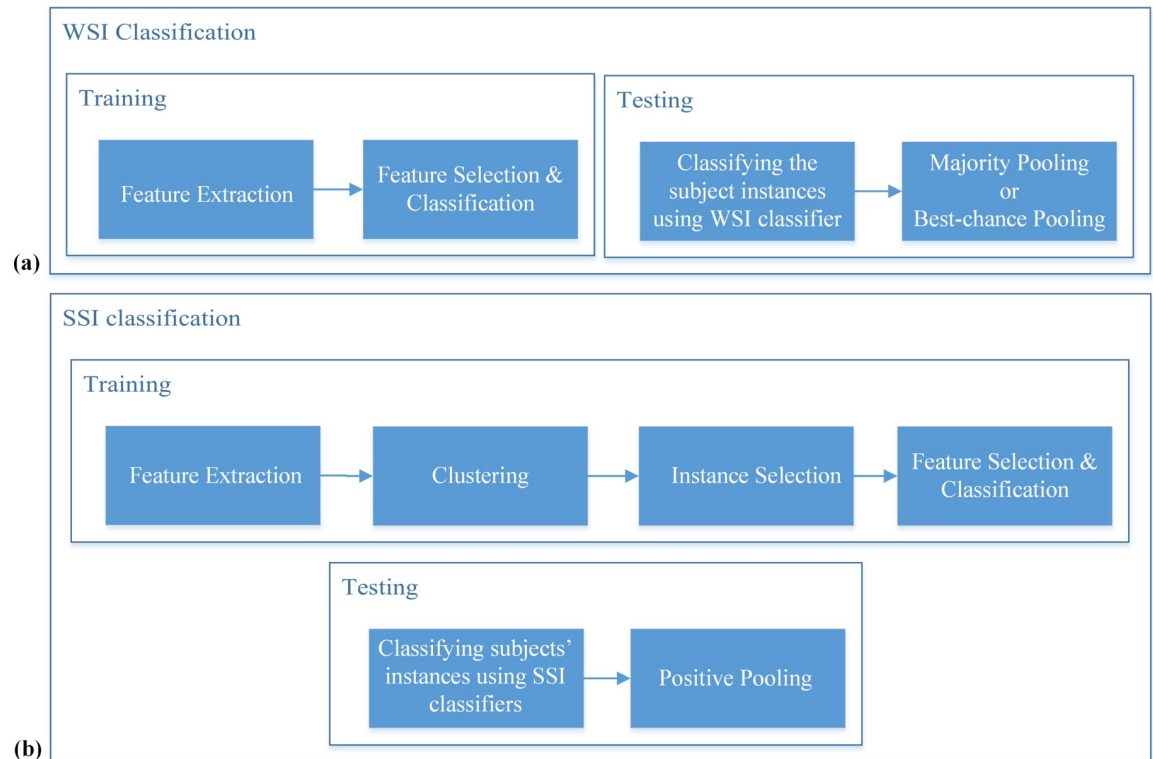 WSI Classification
Training
Feature Extraction
Feature Selection &
Classification
Testing
Classifying the
subject instances
using WSI classifier
Majority Pooling
or
Best-chance Pooling
(a)
SSI classification
Training
Feature Extraction
Clustering
Instance Selection
Feature Selection &
Classification
Testing
Classifying subjects’
instances using SSI
classifiers
Positive Pooling
(b)